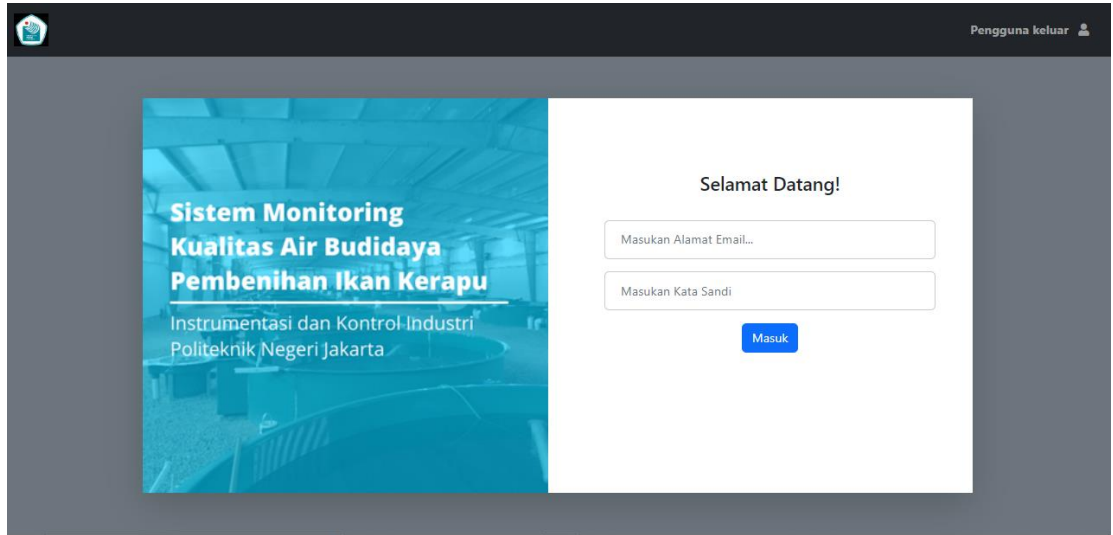 Pengguna keluar
Sistem Monitoring
Kualitas Air Budidaya
Pembenihan Ikan Kerapu
Instrumentasi dan Kontrol Industri
Politeknik Negeri Jakarta
Selamat Datang!
Masukan Alamat Email...
Masukan Kata Sandi
Masuk